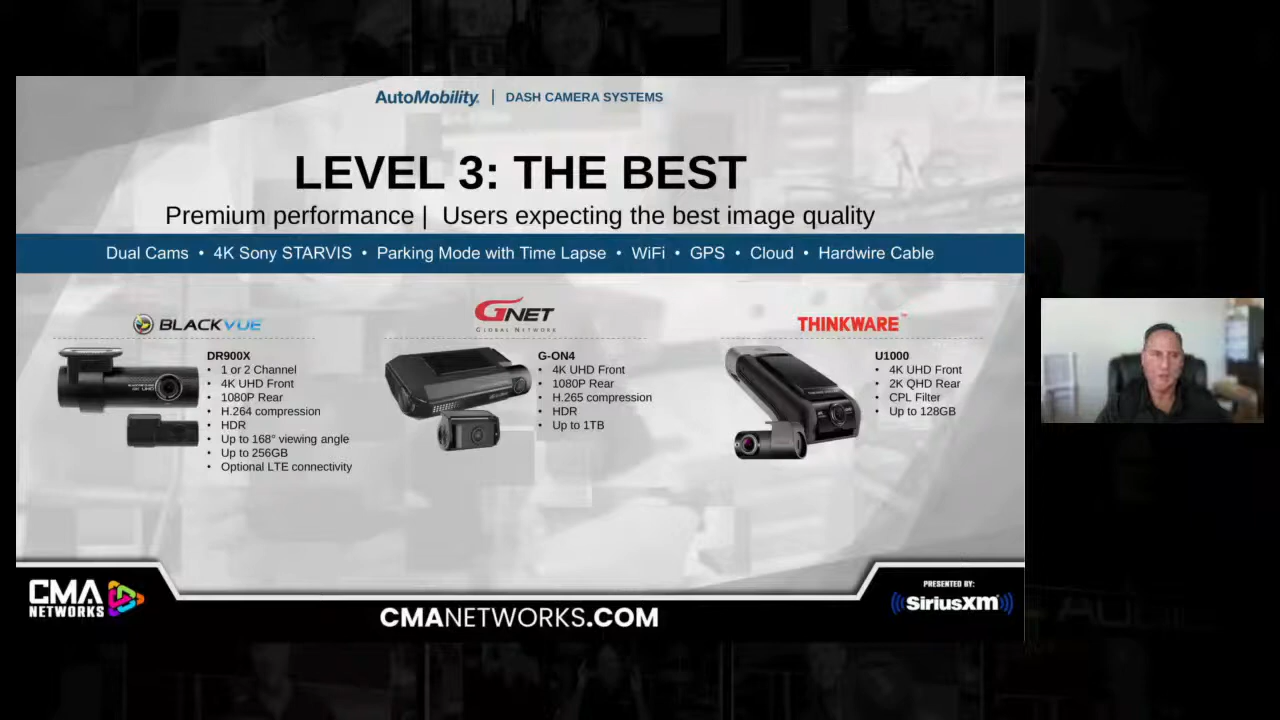 AutoMobility. | DASH CAMERA SYSTEMS
LEVEL 3: THE BEST
Premium performance | Users expecting the best image quality
Dual Cams • 4K Sony STARVIS • Parking Mode with Time Lapse • WiFi • GPS • Cloud • Hardwire Cable
BLACKVUE
DR900X
• 1 or 2 Channel
• 4K UHD Front
• 1080P Rear
• H.264 compression
• HDR
• Up to 168° viewing angle
• Up to 256GB
• Optional LTE connectivity
GNET
GLOBAL NETWORK
G-ON4
• 4K UHD Front
• 1080P Rear
• H.265 compression
• HDR
• Up to 1TB
THINKWARE™
U1000
• 4K UHD Front
• 2K QHD Rear
• CPL Filter
• Up to 128GB
CMA
NETWORKS
CMANETWORKS.COM
PRESENTED BY:
SiriusXM